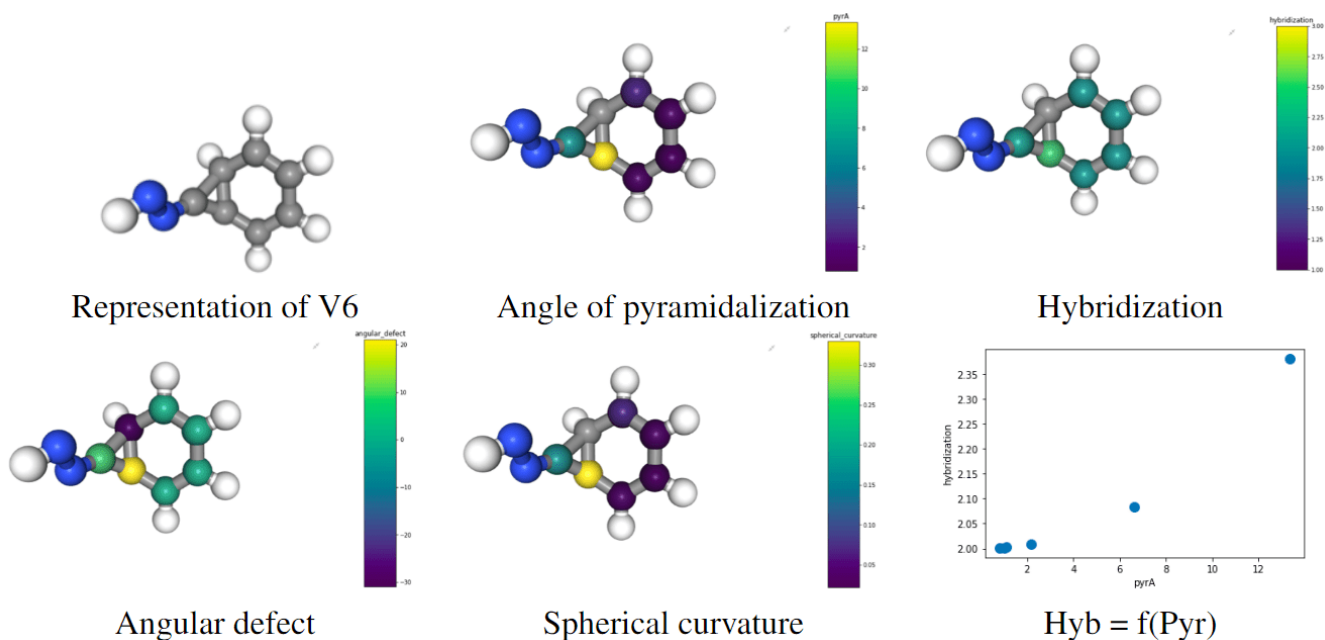 pyrA
12
10
8
6
4
2
hybridization
3.00
2.75
2.50
2.25
2.00
1.75
1.50
1.25
1.00
Representation of V6
Angle of pyramidalization
Hybridization
angular_defect
20
10
0
−10
−20
−30
spherical_curvature
0.30
0.25
0.20
0.15
0.10
0.05
hybridization
2.35
2.30
2.25
2.20
2.15
2.10
2.05
2.00
2 4 6 8 10 12
pyrA
Angular defect
Spherical curvature
Hyb = f(Pyr)